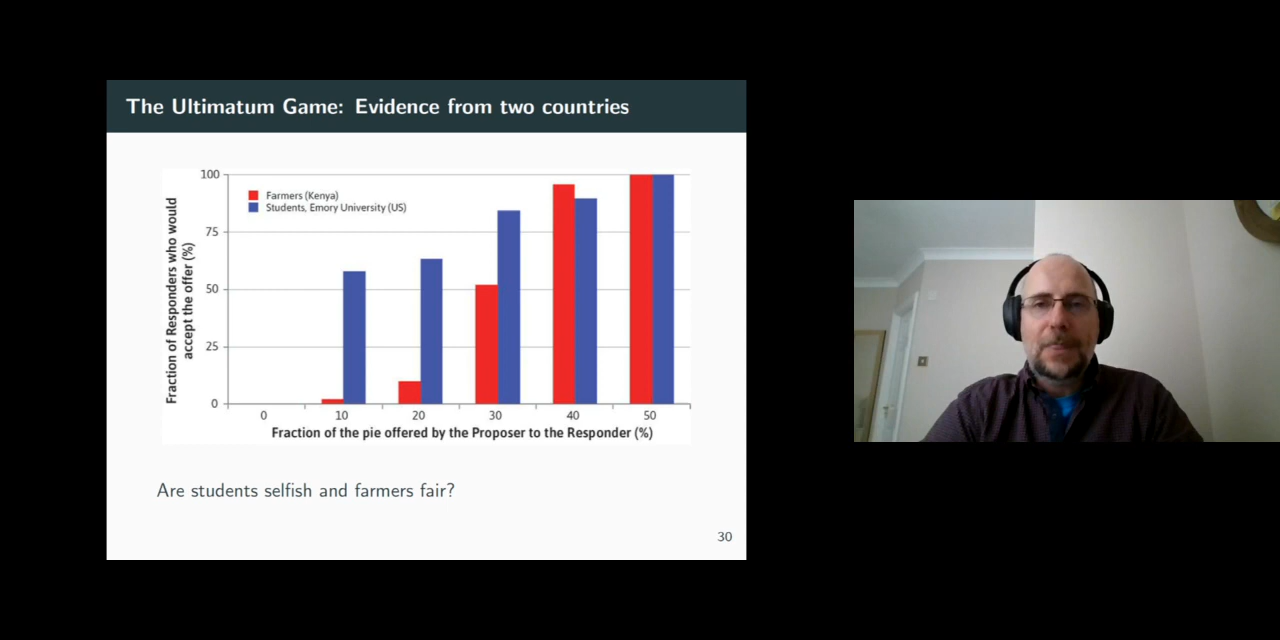 The Ultimatum Game: Evidence from two countries
Fraction of Responders who would
accept the offer (%)
100
75
50
25
0
Farmers (Kenya)
Students, Emory University (US)
0 10 20 30 40 50
Fraction of the pie offered by the Proposer to the Responder (%)
Are students selfish and farmers fair?
30